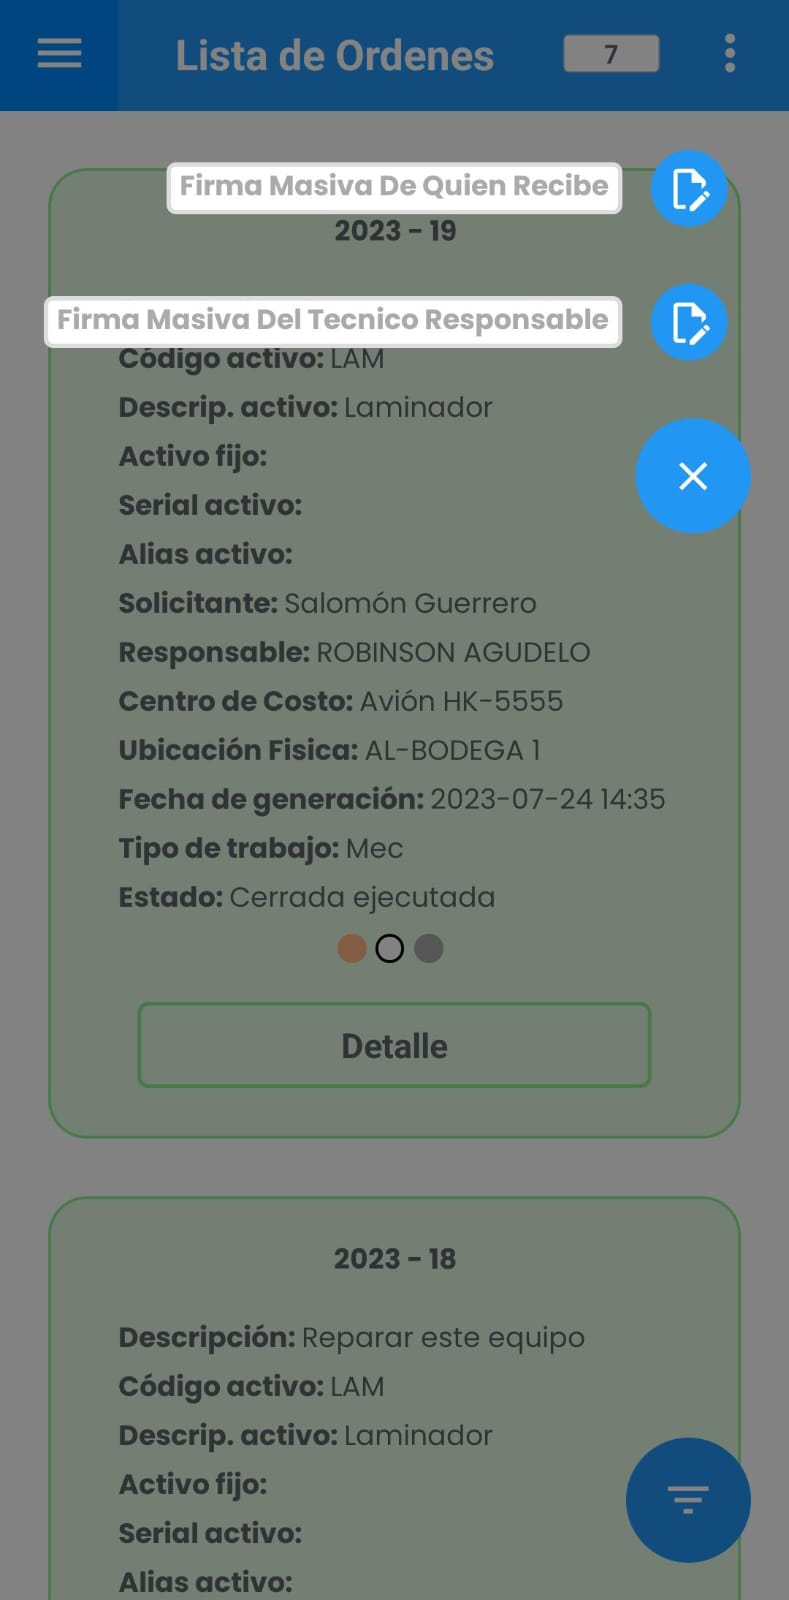 Lista de Ordenes 7
Firma Masiva De Quien Recibe
2023 - 19
Firma Masiva Del Tecnico Responsable
Código activo: LAM
Descrip. activo: Laminador
Activo fijo:
Serial activo:
Alias activo:
Solicitante: Salomón Guerrero
Responsable: ROBINSON AGUDELO
Centro de Costo: Avión HK-5555
Ubicación Fisica: AL-BODEGA 1
Fecha de generación: 2023-07-24 14:35
Tipo de trabajo: Mec
Estado: Cerrada ejecutada
Detalle
2023 - 18
Descripción: Reparar este equipo
Código activo: LAM
Descrip. activo: Laminador
Activo fijo:
Serial activo:
Alias activo: